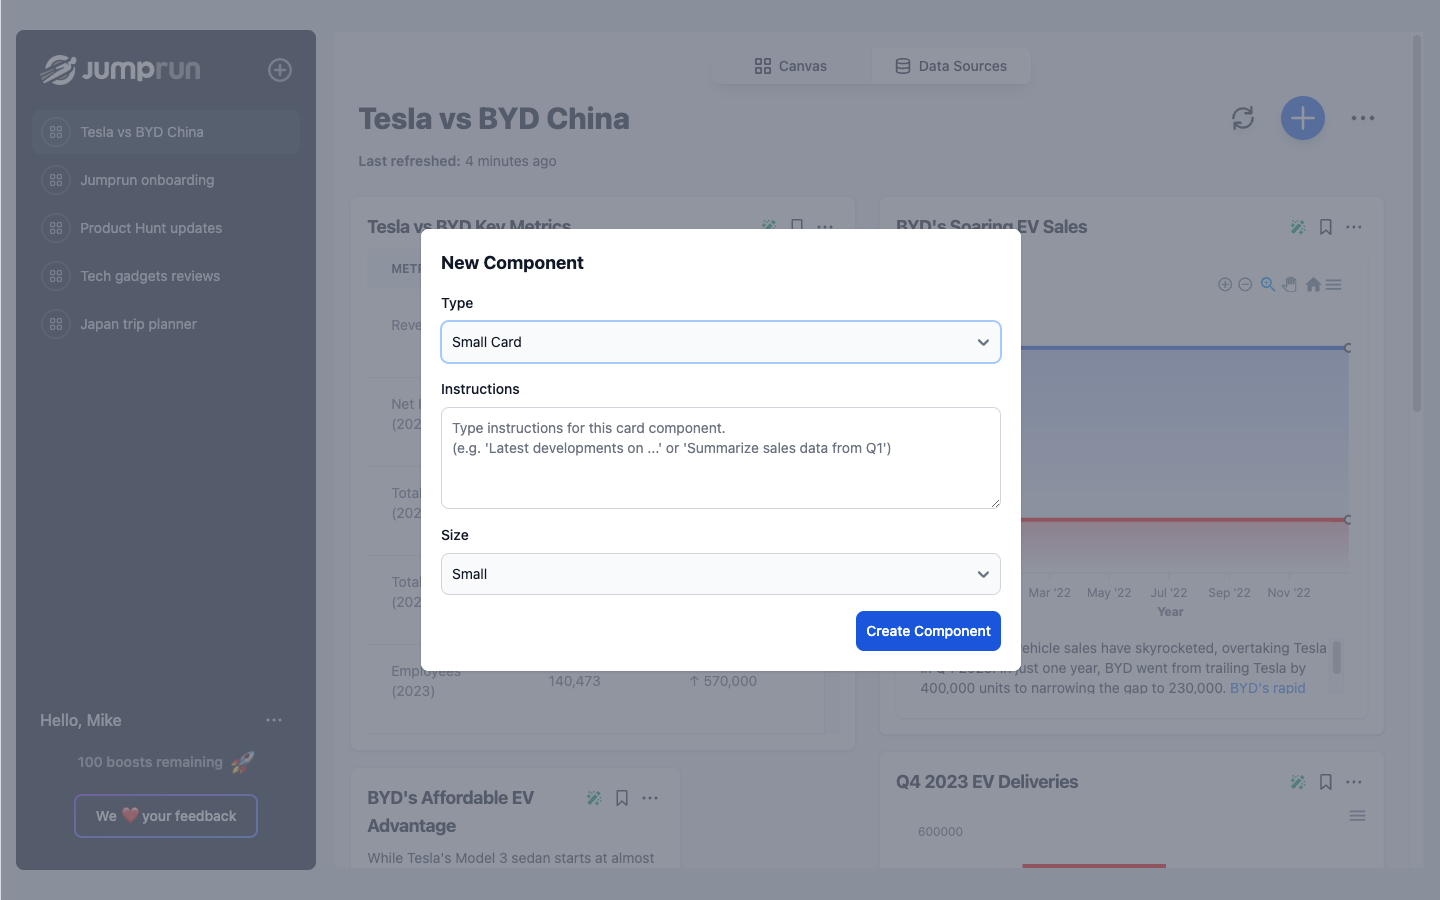 Jumprun
Tesla vs BYD China
Jumprun onboarding
Product Hunt updates
Tech gadgets reviews
Japan trip planner
Hello, Mike
100 boosts remaining 🚀
We ❤️ your feedback
Canvas
Data Sources
Tesla vs BYD China
Last refreshed: 4 minutes ago
Tesla vs BYD Key Metrics
METR
Reve
Net
(202
Total
(202
Total
(202
Employees
(2023)
140,473
↑ 570,000
BYD's Affordable EV
Advantage
While Tesla's Model 3 sedan starts at almost
BYD's Soaring EV Sales
Mar '22
May '22
Jul '22
Sep '22
Nov '22
Year
ehicle sales have skyrocketed, overtaking Tesla
just one year, BYD went from trailing Tesla by
400,000 units to narrowing the gap to 230,000. BYD's rapid
Q4 2023 EV Deliveries
600000
New Component
Type
Small Card
Instructions
Type instructions for this card component.
(e.g. 'Latest developments on ...' or 'Summarize sales data from Q1')
Size
Small
Create Component